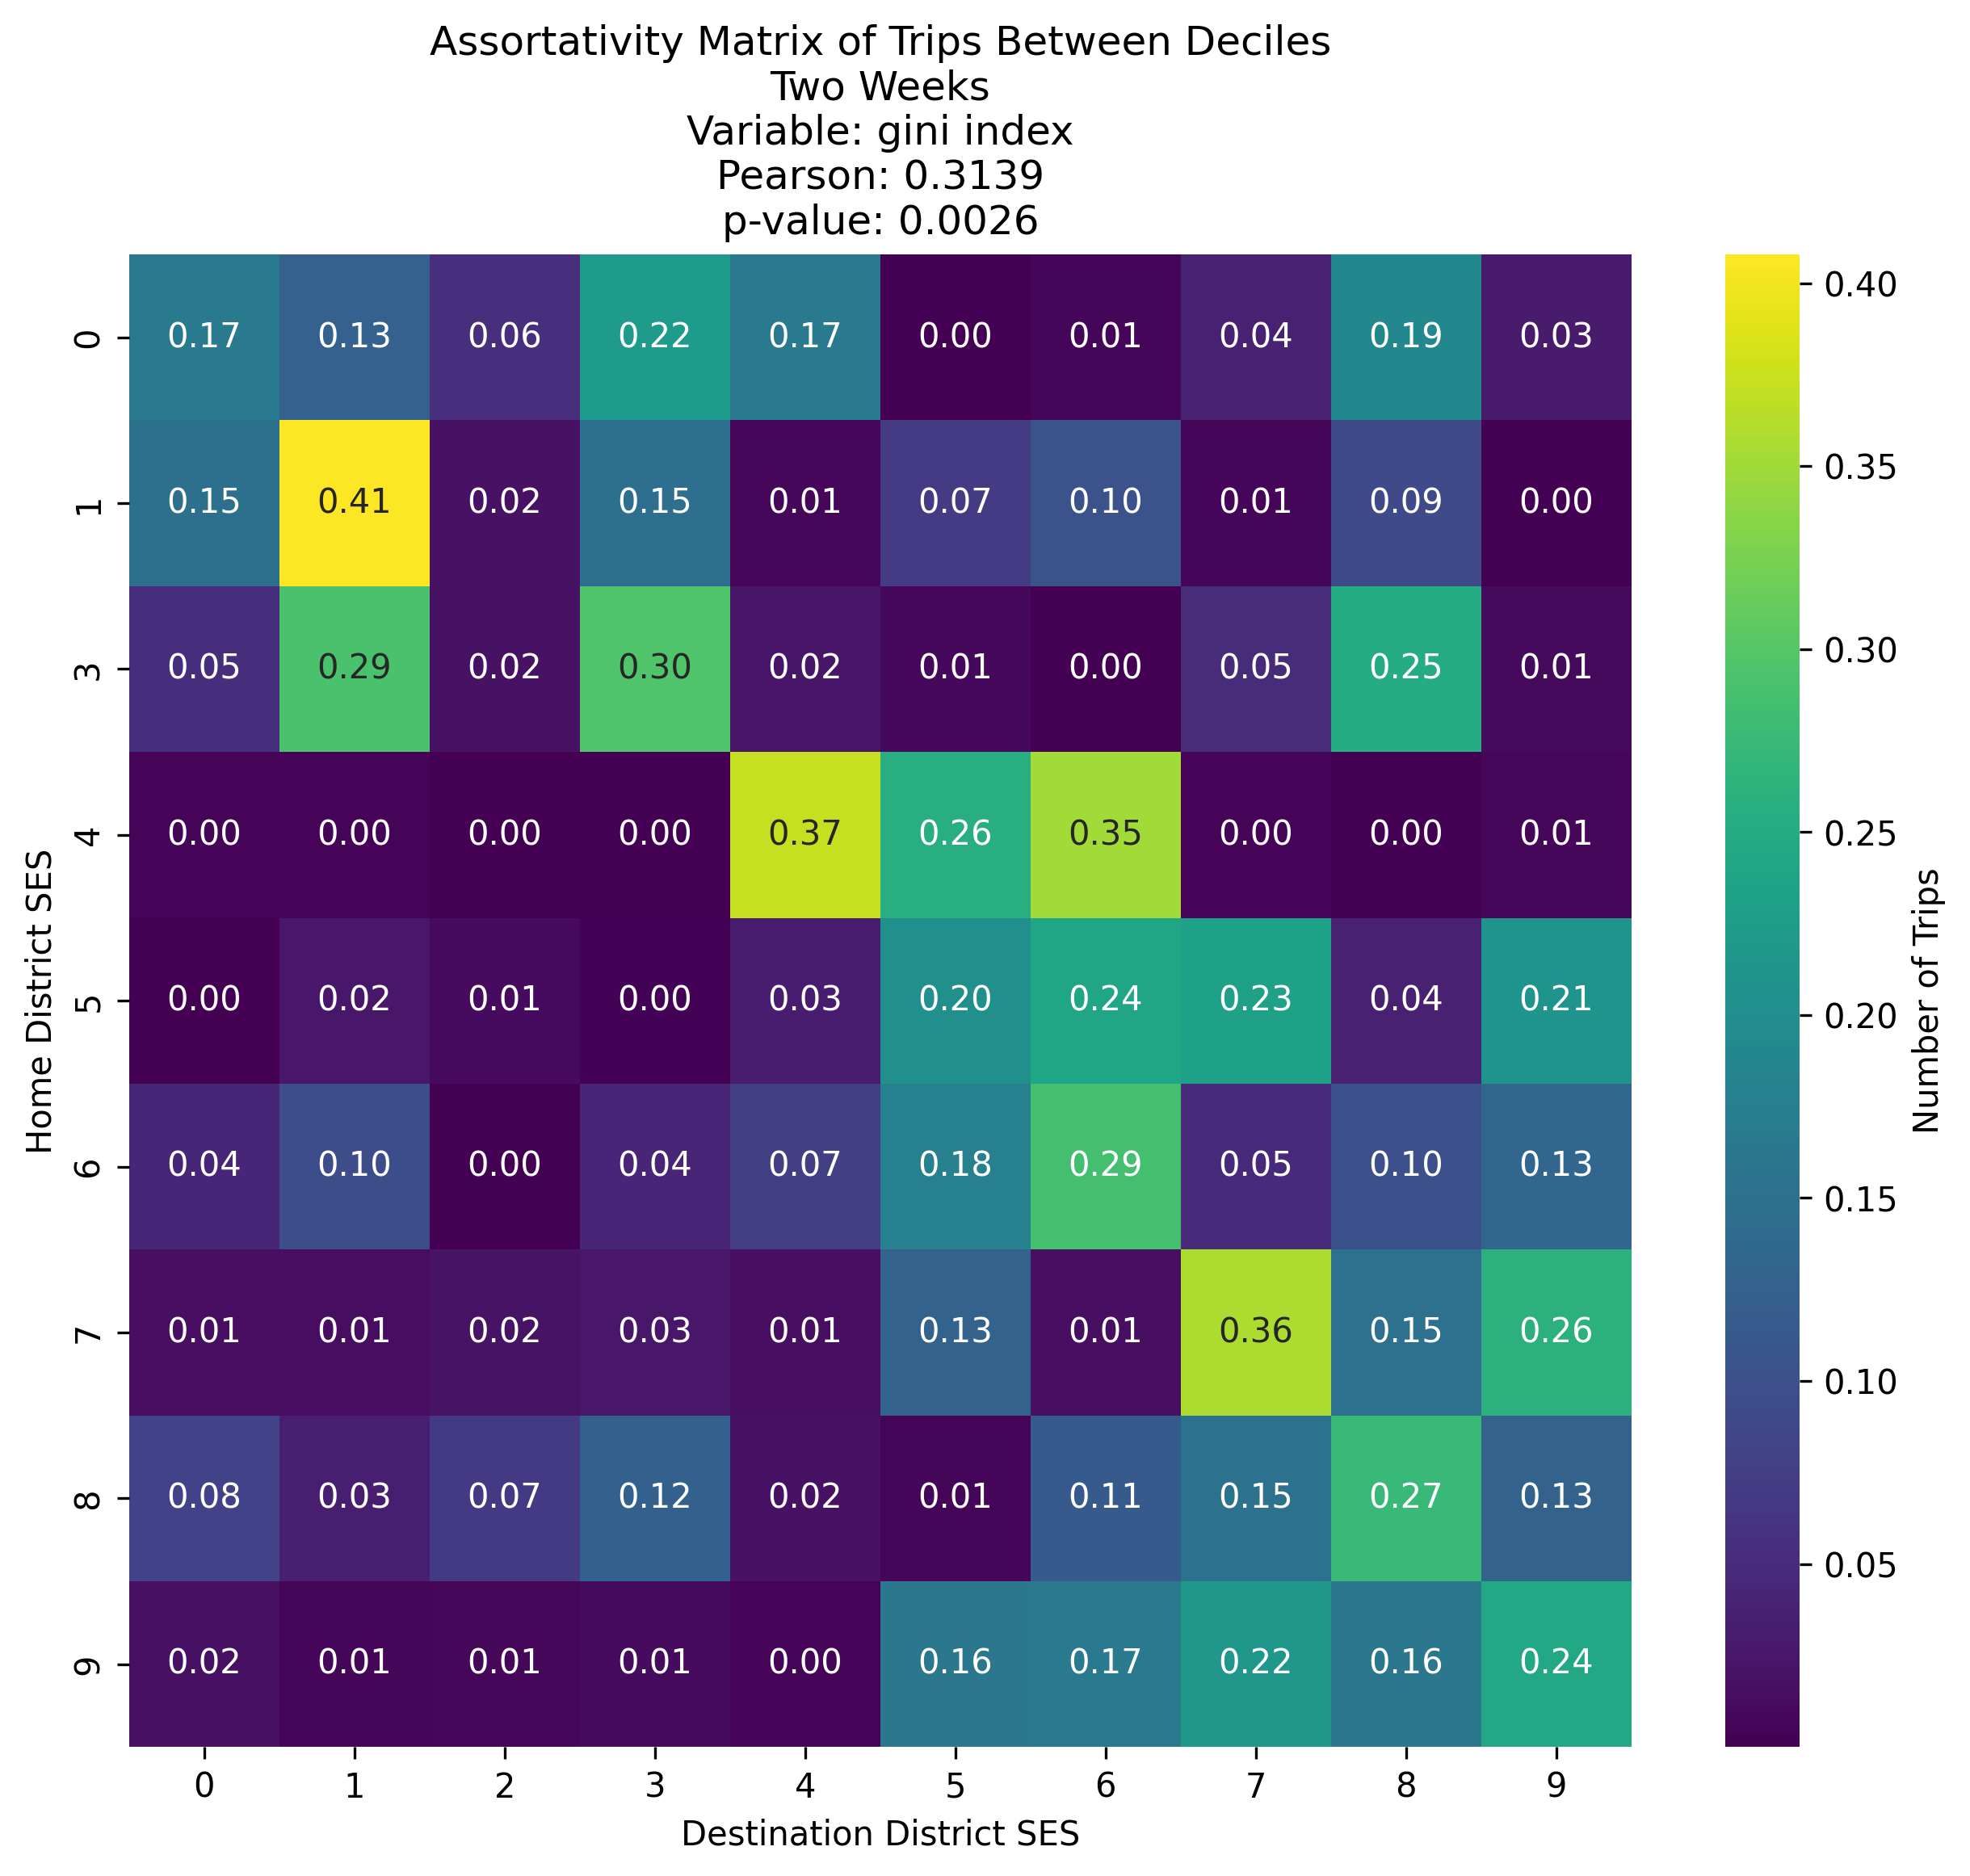 Assortativity Matrix of Trips Between Deciles
Two Weeks
Variable: gini index
Pearson: 0.3139
p-value: 0.0026
Home District SES
0 0.17 0.13 0.06 0.22 0.17 0.00 0.01 0.04 0.19 0.03
1 0.15 0.41 0.02 0.15 0.01 0.07 0.10 0.01 0.09 0.00
3 0.05 0.29 0.02 0.30 0.02 0.01 0.00 0.05 0.25 0.01
4 0.00 0.00 0.00 0.00 0.37 0.26 0.35 0.00 0.00 0.01
5 0.00 0.02 0.01 0.00 0.03 0.20 0.24 0.23 0.04 0.21
6 0.04 0.10 0.00 0.04 0.07 0.18 0.29 0.05 0.10 0.13
7 0.01 0.01 0.02 0.03 0.01 0.13 0.01 0.36 0.15 0.26
8 0.08 0.03 0.07 0.12 0.02 0.01 0.11 0.15 0.27 0.13
9 0.02 0.01 0.01 0.01 0.00 0.16 0.17 0.22 0.16 0.24
0 1 2 3 4 5 6 7 8 9
Destination District SES
0.40
0.35
0.30
0.25
0.20
0.15
0.10
0.05
Number of Trips